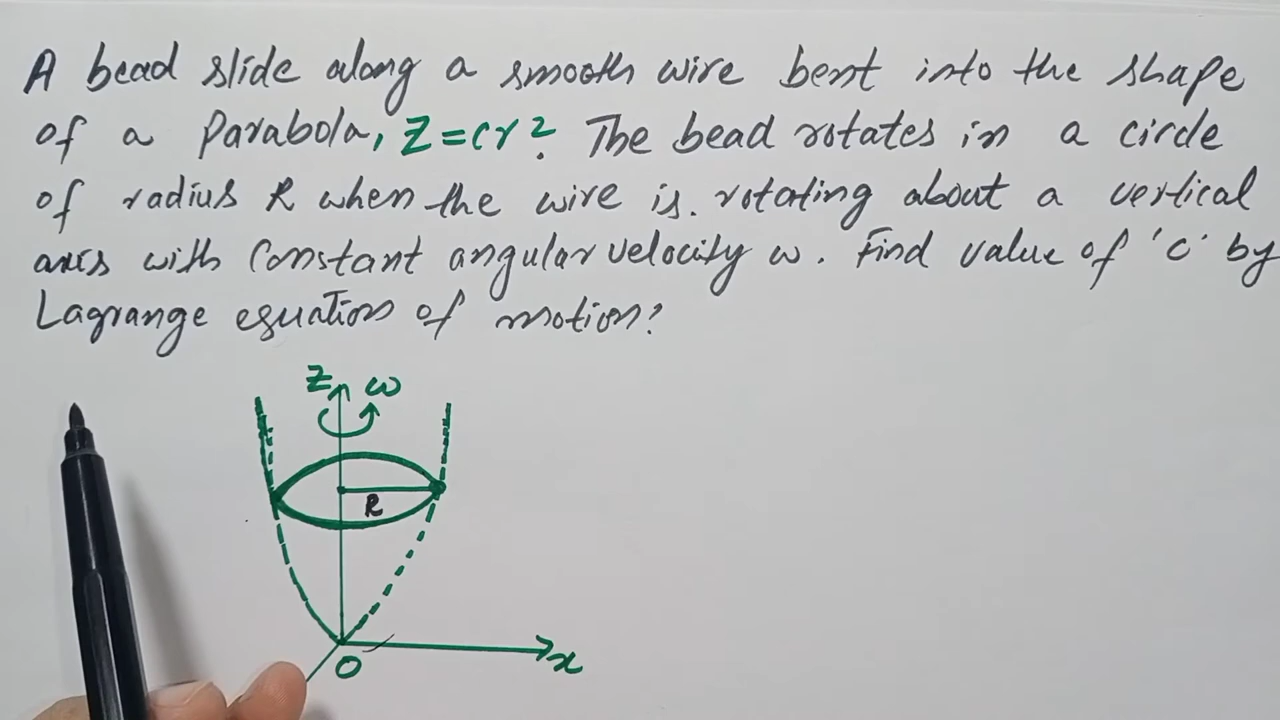 A bead slide along a smooth wire bent into the shape
of a Parabola, Z=cr². The bead rotates in a circle
of radius R when the wire is rotating about a vertical
axis with Constant angular velocity ω. Find value of 'c' by
Lagrange equation of motion?
Z ω
R
O
x